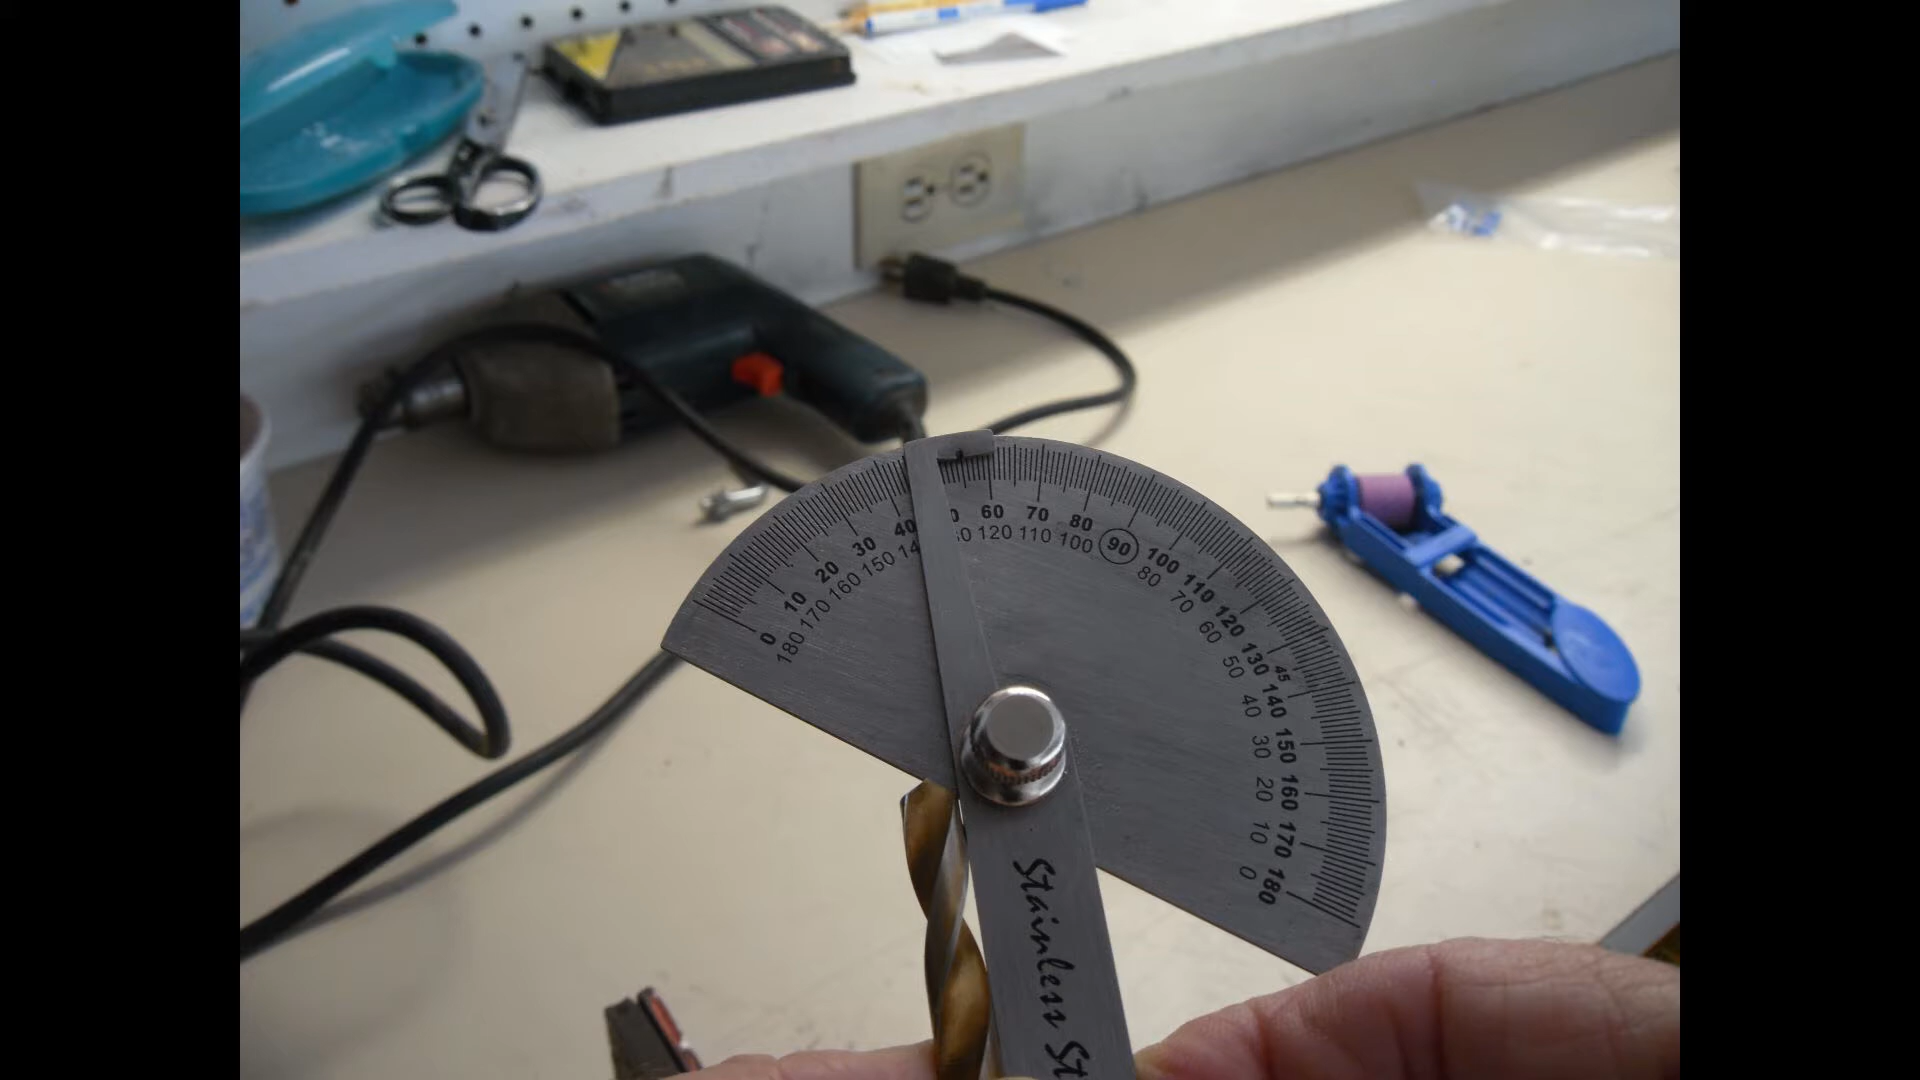 0 10 20 30 40 60 70 80 90 100 110 120 130 45 140 150 160 170 180
180 170 160 150 120 110 100 80 70 60 50 40 30 20 10 0
Stainless St